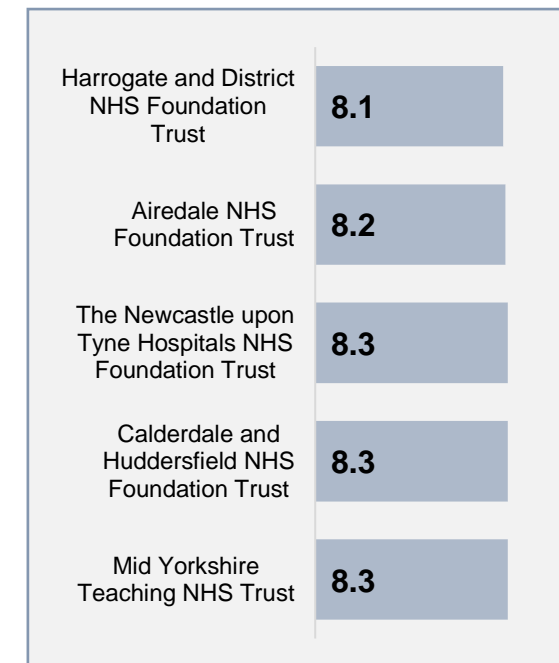 Harrogate and District
NHS Foundation
Trust
8.1
Airedale NHS
Foundation Trust
8.2
The Newcastle upon
Tyne Hospitals NHS
Foundation Trust
8.3
Calderdale and
Huddersfield NHS
Foundation Trust
8.3
Mid Yorkshire
Teaching NHS Trust
8.3